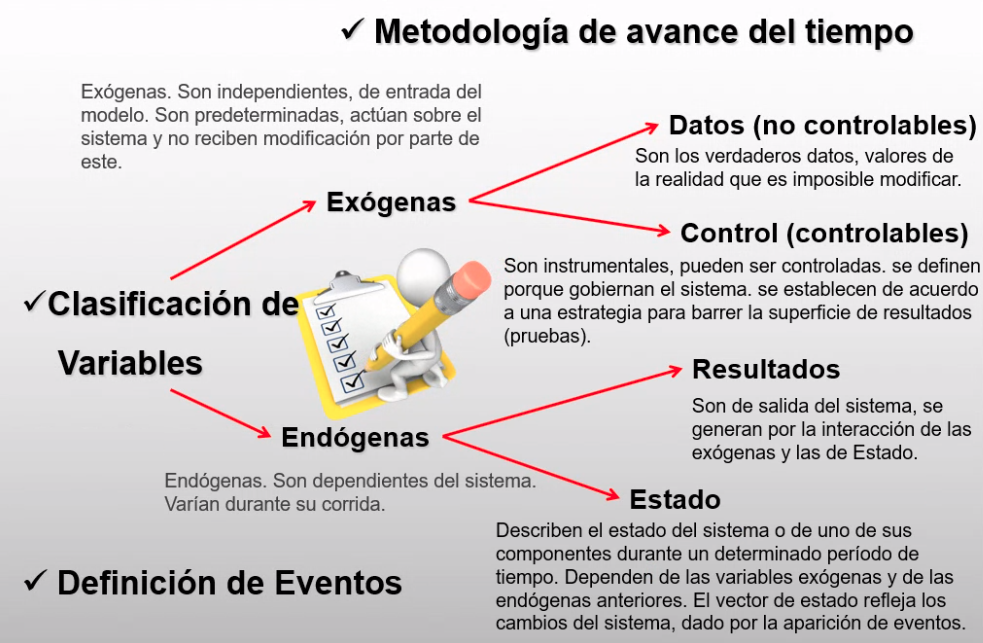 ✓ Metodología de avance del tiempo
Exógenas. Son independientes, de entrada del
modelo. Son predeterminadas, actúan sobre el
sistema y no reciben modificación por parte de
este.
Datos (no controlables)
Son los verdaderos datos, valores de
la realidad que es imposible modificar.
Exógenas
Control (controlables)
Son instrumentales, pueden ser controladas. se definen
porque gobiernan el sistema. se establecen de acuerdo
a una estrategia para barrer la superficie de resultados
(pruebas).
✓Clasificación de
Variables
Resultados
Son de salida del sistema, se
generan por la interacción de las
exógenas y las de Estado.
Endógenas
Endógenas. Son dependientes del sistema.
Varían durante su corrida.
Estado
Describen el estado del sistema o de uno de sus
componentes durante un determinado período de
tiempo. Dependen de las variables exógenas y de las
endógenas anteriores. El vector de estado refleja los
cambios del sistema, dado por la aparición de eventos.
✓ Definición de Eventos